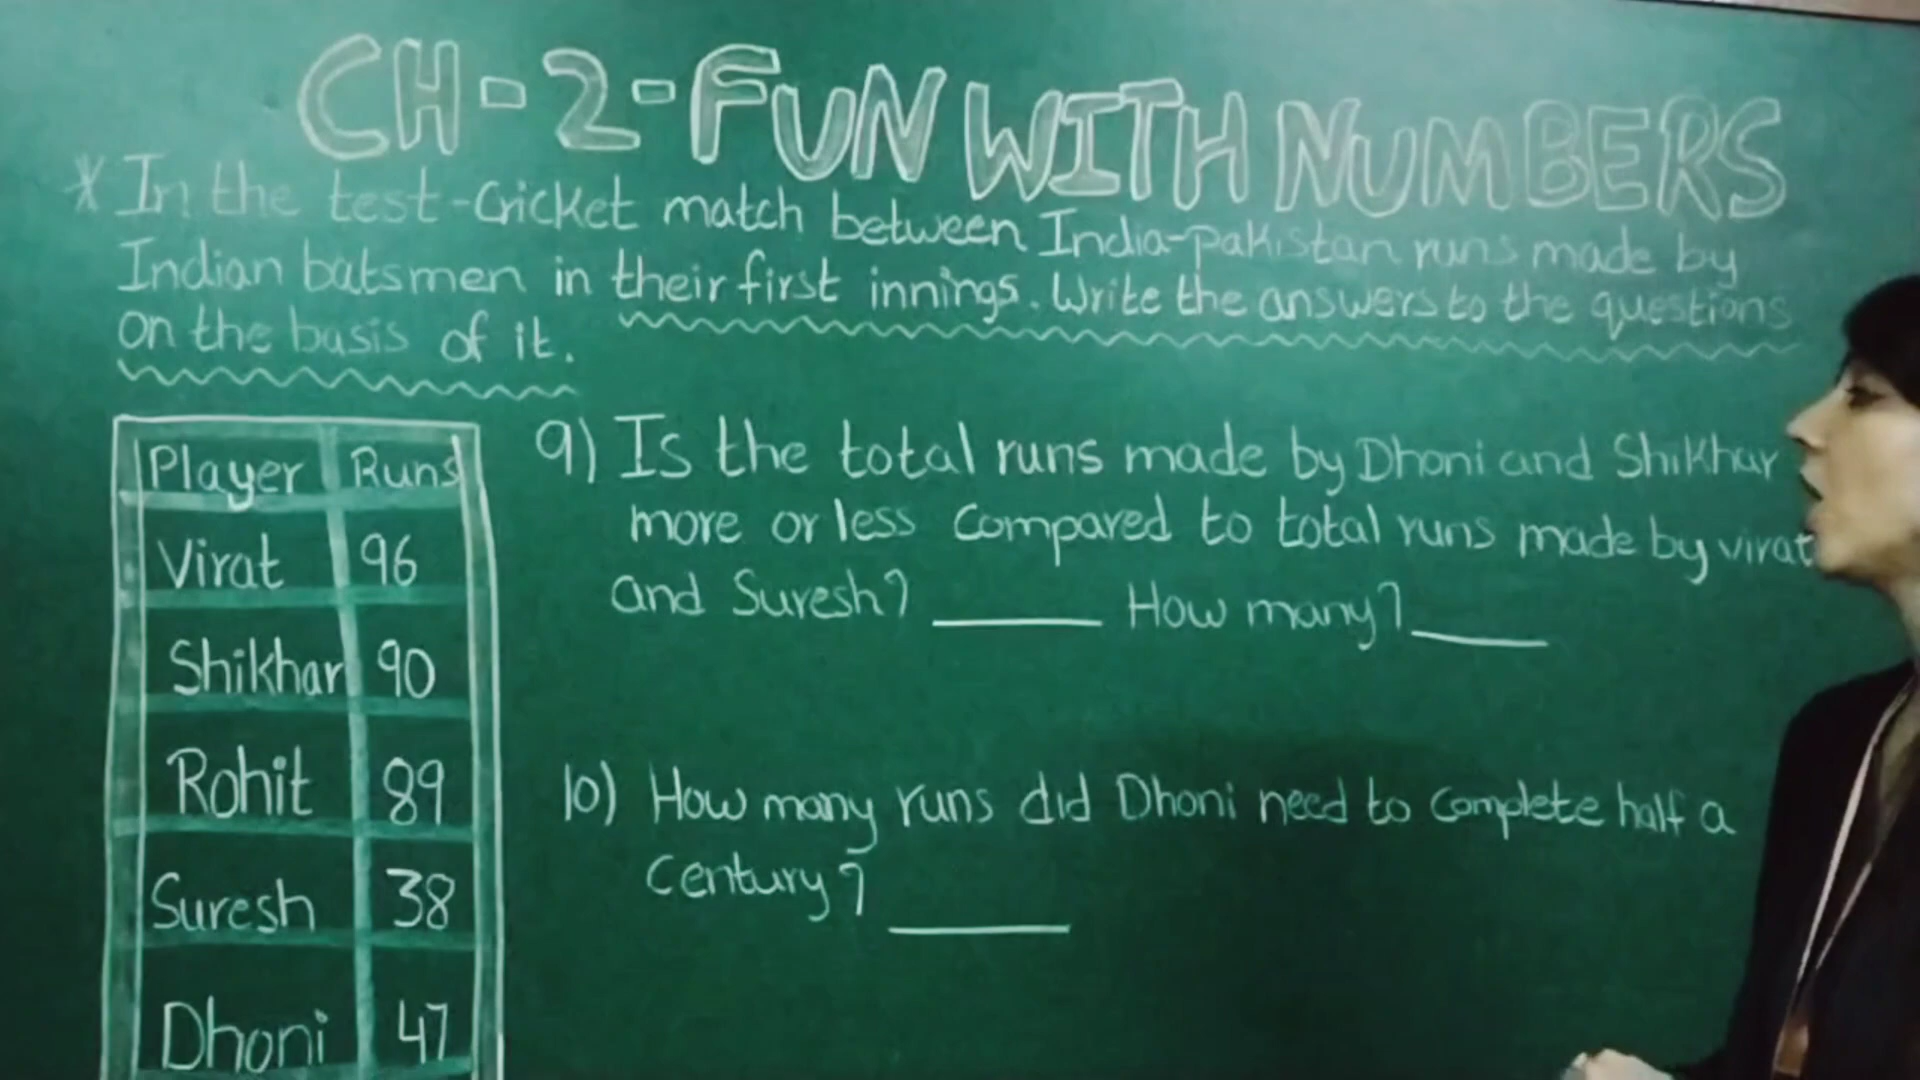 CH-2-FUN WITH NUMBERS
* In the test-cricket match between India-pakistan runs made by
Indian batsmen in their first innings. Write the answers to the questions
on the basis of it.
Player Runs
Virat 96
Shikhar 90
Rohit 89
Suresh 38
Dhoni 47
9) Is the total runs made by Dhoni and Shikhar
more or less compared to total runs made by virat
and Suresh? ____ How many? ____
10) How many runs did Dhoni need to complete half a
century? ____